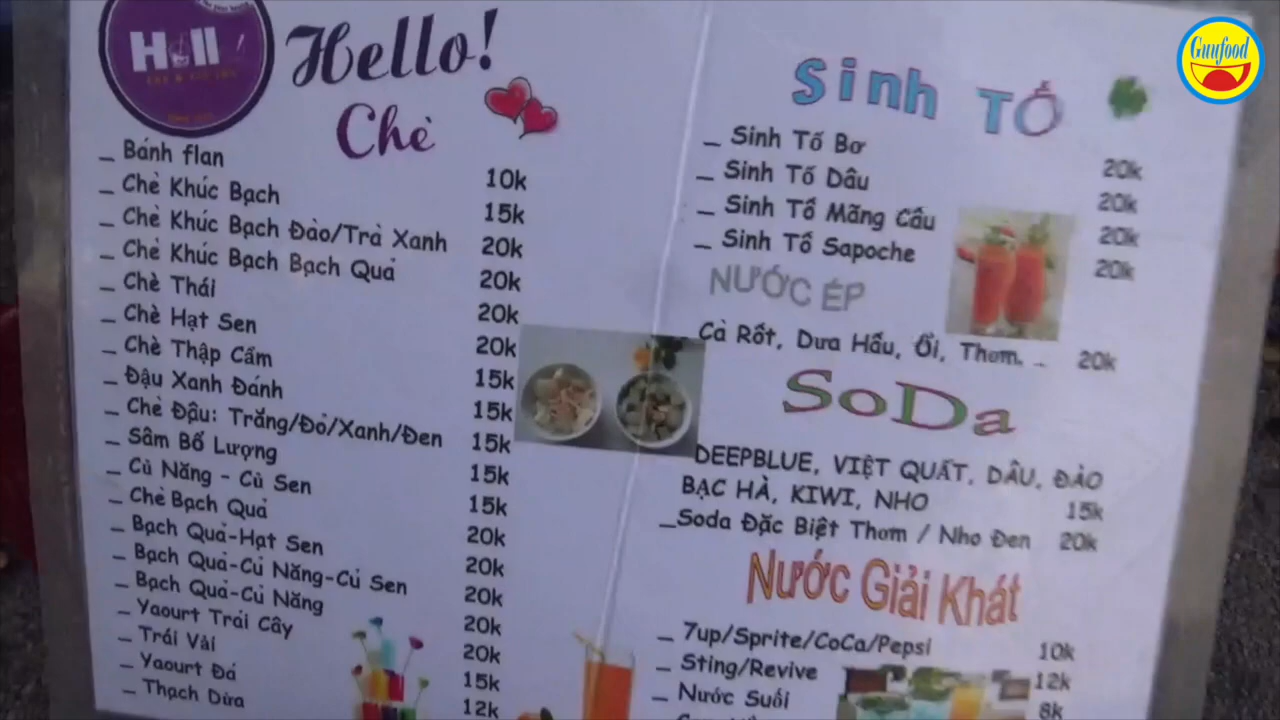 Hello!
Chè
_ Bánh flan 10k
_ Chè Khúc Bạch 15k
_ Chè Khúc Bạch Đào/Trà Xanh 20k
_ Chè Khúc Bạch Bạch Quả 20k
_ Chè Thái 20k
_ Chè Hạt Sen 20k
_ Chè Thập Cẩm 15k
_ Đậu Xanh Đánh 15k
_ Chè Đậu: Trắng/Đỏ/Xanh/Đen 15k
_ Sâm Bổ Lượng 15k
_ Củ Năng - Củ Sen 15k
_ Chè Bạch Quả 20k
_ Bạch Quả-Hạt Sen 20k
_ Bạch Quả-Củ Năng-Củ Sen 20k
_ Bạch Quả-Củ Năng 20k
_ Yaourt Trái Cây 20k
_ Trái Vải 15k
_ Yaourt Đá 12k
_ Thạch Dừa
Sinh TỐ
_ Sinh Tố Bơ 20k
_ Sinh Tố Dâu 20k
_ Sinh Tố Mãng Cầu 20k
_ Sinh Tố Sapoche 20k
NƯỚC ÉP
Cà Rốt, Dưa Hấu, Ổi, Thơm. .. 20k
SoDa
DEEPBLUE, VIỆT QUẤT, DÂU, ĐÀO
BẠC HÀ, KIWI, NHO 15k
_Soda Đặc Biệt Thơm / Nho Đen 20k
Nước Giải Khát
_ 7up/Sprite/CoCa/Pepsi 10k
_ Sting/Revive 12k
_ Nước Suối 8k
Guufood